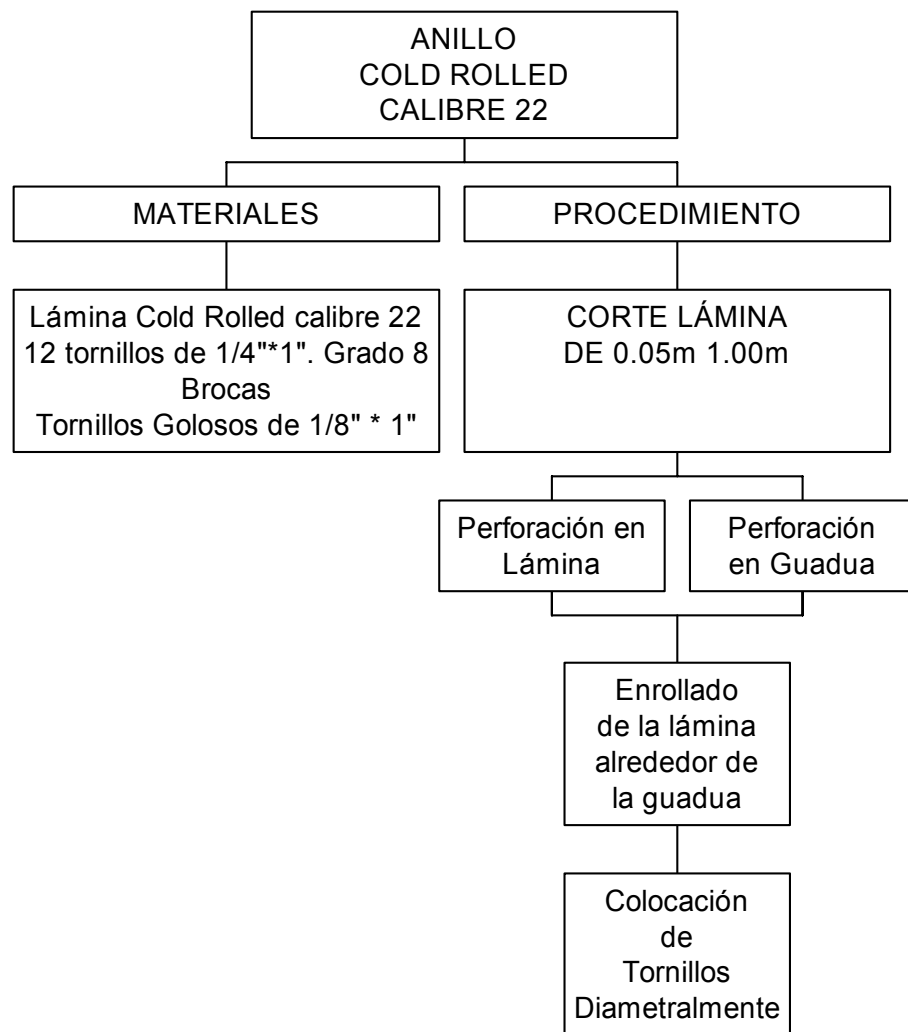 ANILLO
COLD ROLLED
CALIBRE 22
MATERIALES
PROCEDIMIENTO
Lámina Cold Rolled calibre 22
12 tornillos de 1/4"*1". Grado 8
Brocas
Tornillos Golosos de 1/8" * 1"
CORTE LÁMINA
DE 0.05m 1.00m
Perforación en
Lámina
Perforación
en Guadua
Enrollado
de la lámina
alrededor de
la guadua
Colocación
de
Tornillos
Diametralmente